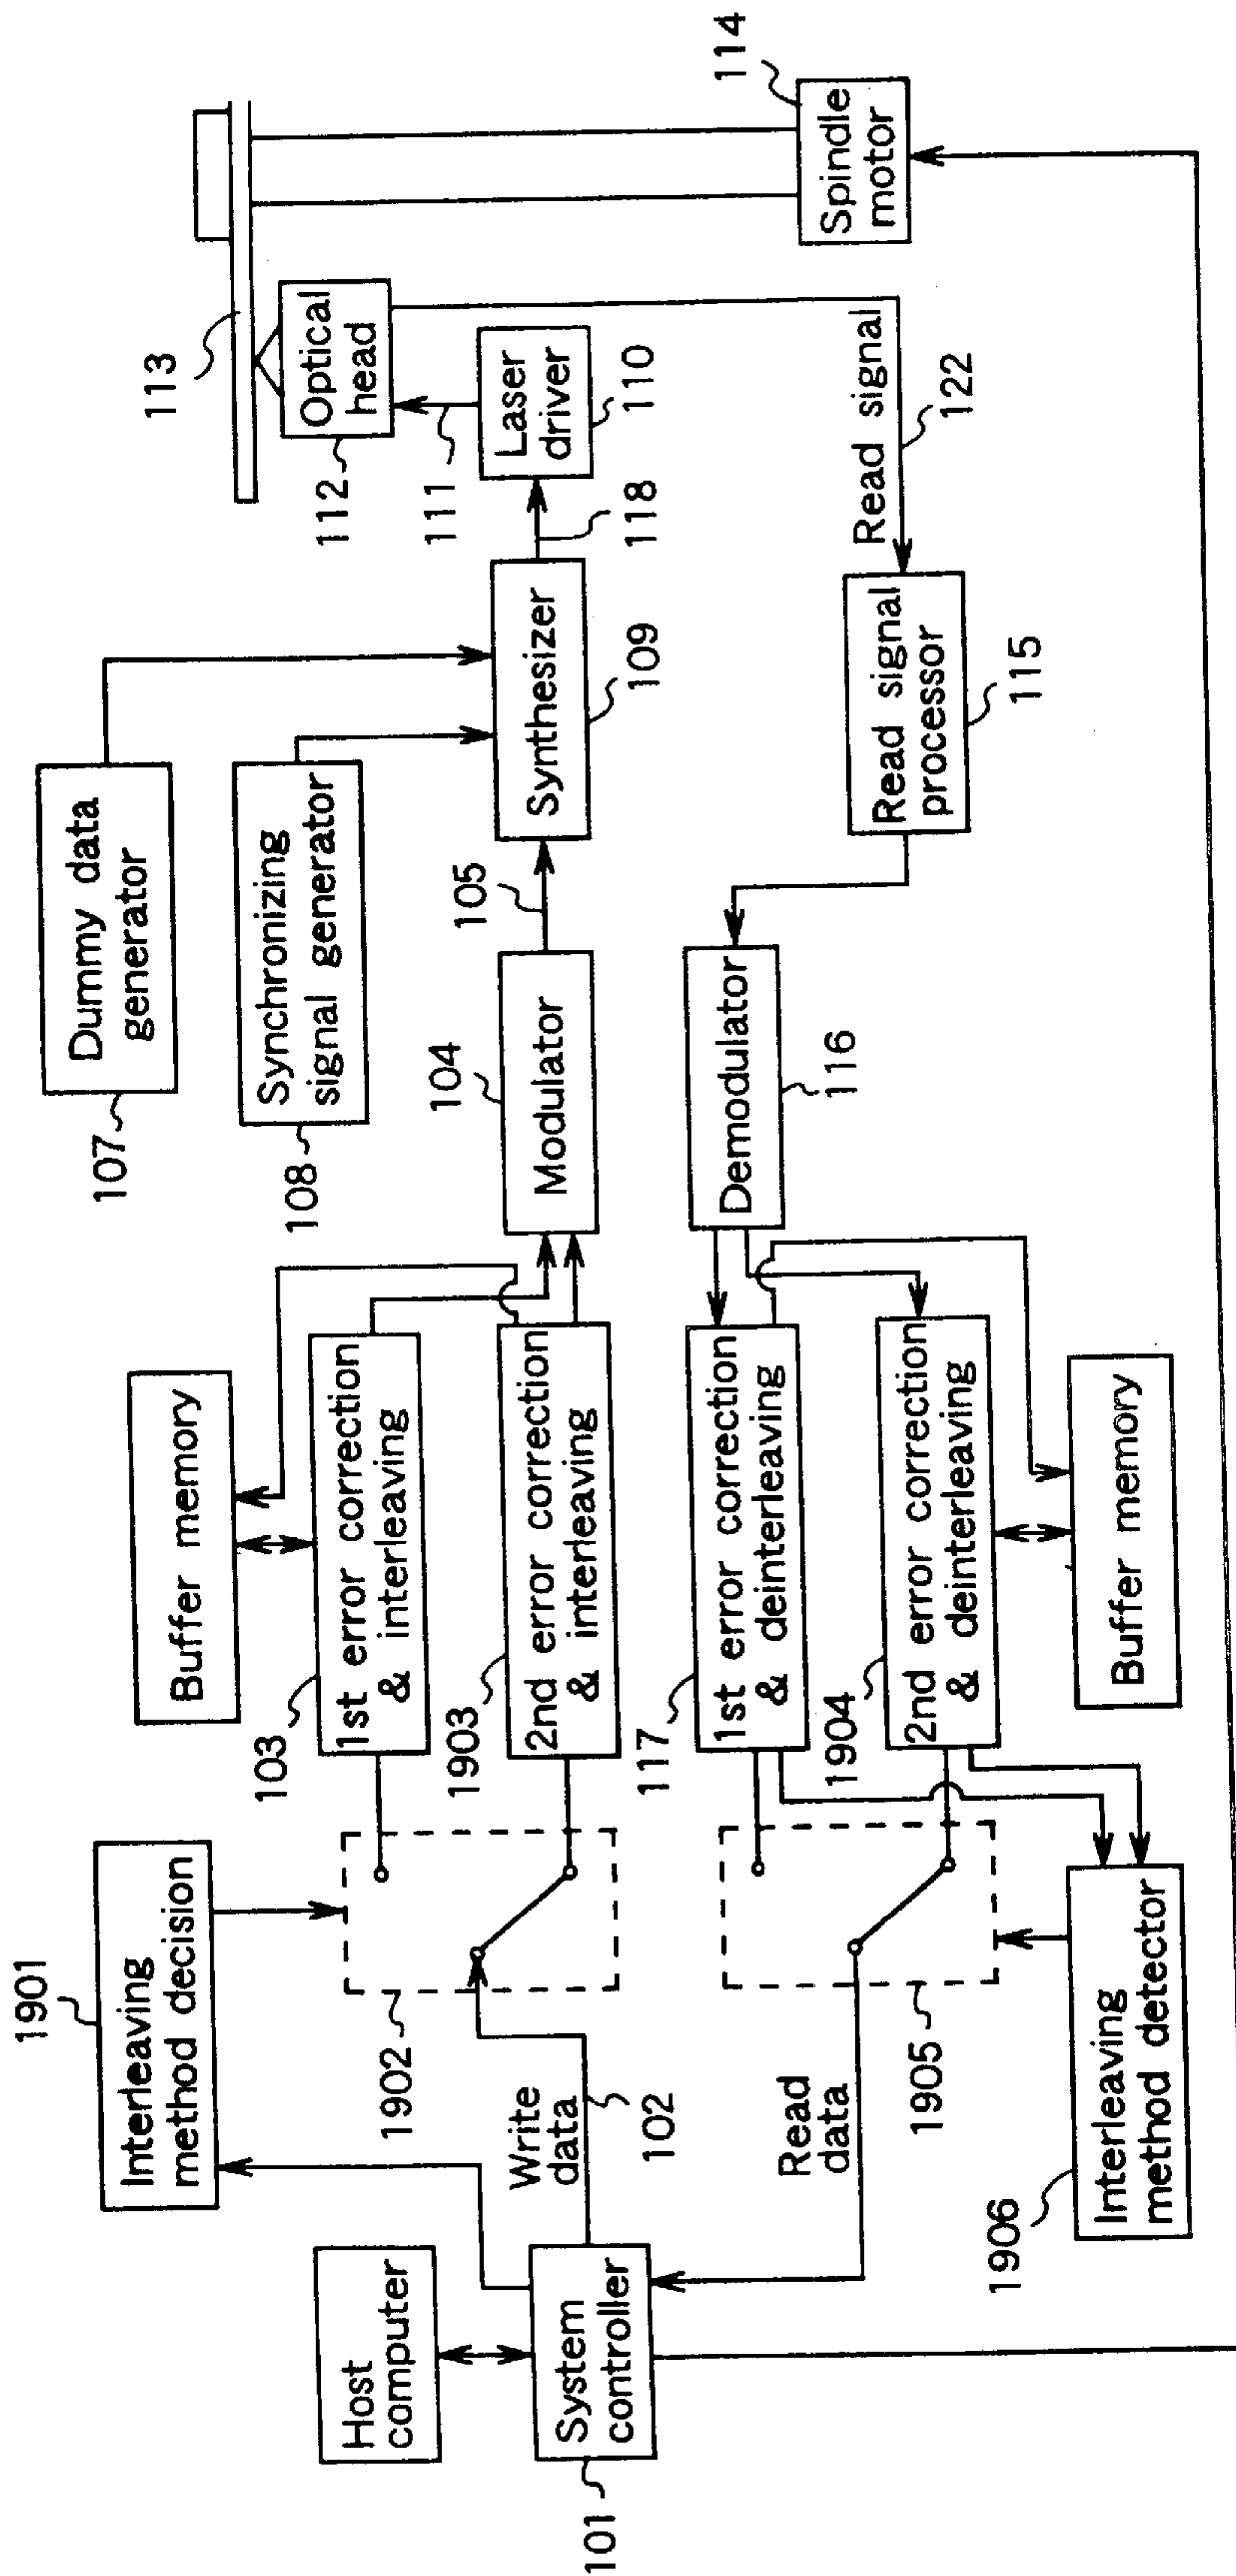 Host
computer
System
controller
101
1901
Interleaving
method decision
1902
Write
data
102
Read
data
1905
1906
Interleaving
method detector
Buffer memory
103
1st error correction
& interleaving
1903
2nd error correction
& interleaving
117
1st error correction
& deinterleaving
1904
2nd error correction
& deinterleaving
Buffer memory
107
Dummy data
generator
108
Synchronizing
signal generator
104
Modulator
105
Synthesizer
109
118
Demodulator
116
Read signal
processor
115
113
112
Optical
head
111
Laser
driver
110
Read signal
122
114
Spindle
motor